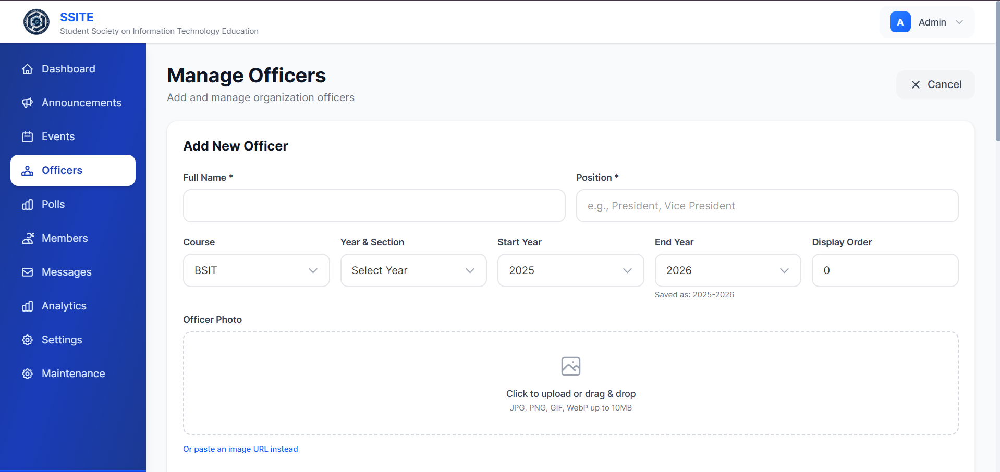 SSITE
Student Society on Information Technology Education
A
Admin
Dashboard
Announcements
Events
Officers
Polls
Members
Messages
Analytics
Settings
Maintenance
Manage Officers
Add and manage organization officers
Cancel
Add New Officer
Full Name *
Position *
e.g., President, Vice President
Course
Year & Section
Start Year
End Year
Display Order
BSIT
Select Year
2025
2026
0
Saved as: 2025-2026
Officer Photo
Click to upload or drag & drop
JPG, PNG, GIF, WebP up to 10MB
Or paste an image URL instead